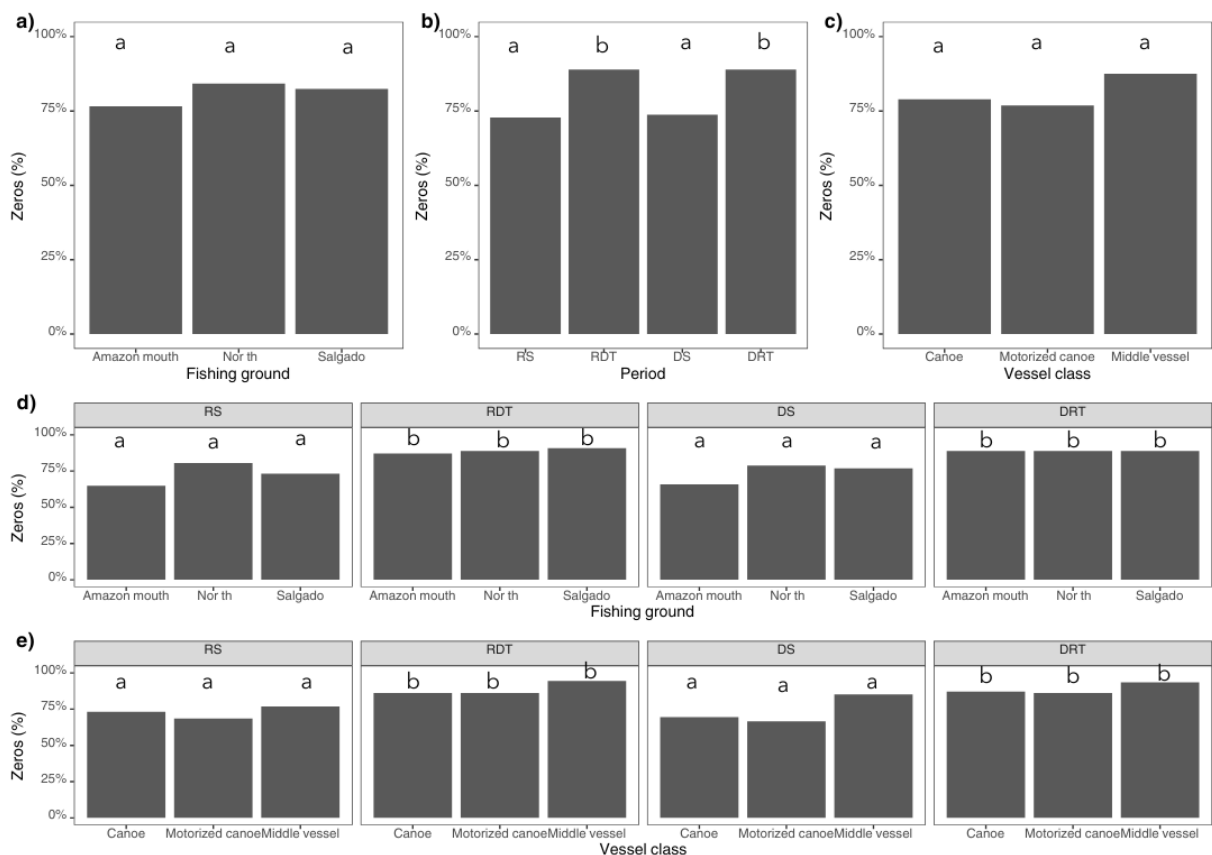 a)
a a a
100%
75%
50%
25%
0%
Zeros (%)
Amazon mouth Nor th Salgado
Fishing ground
b)
a b a b
100%
75%
50%
25%
0%
Zeros (%)
RS RDT DS DRT
Period
c)
a a a
100%
75%
50%
25%
0%
Zeros (%)
Canoe Motorized canoe Middle vessel
Vessel class
d)
RS RDT DS DRT
a a a b b b a a a b b b
100%
75%
50%
25%
0%
Zeros (%)
Amazon mouth Nor th Salgado Amazon mouth Nor th Salgado Amazon mouth Nor th Salgado Amazon mouth Nor th Salgado
Fishing ground
e)
RS RDT DS DRT
a a a b b b a a a b b b
100%
75%
50%
25%
0%
Zeros (%)
Canoe Motorized canoe Middle vessel Canoe Motorized canoe Middle vessel Canoe Motorized canoe Middle vessel Canoe Motorized canoe Middle vessel
Vessel class